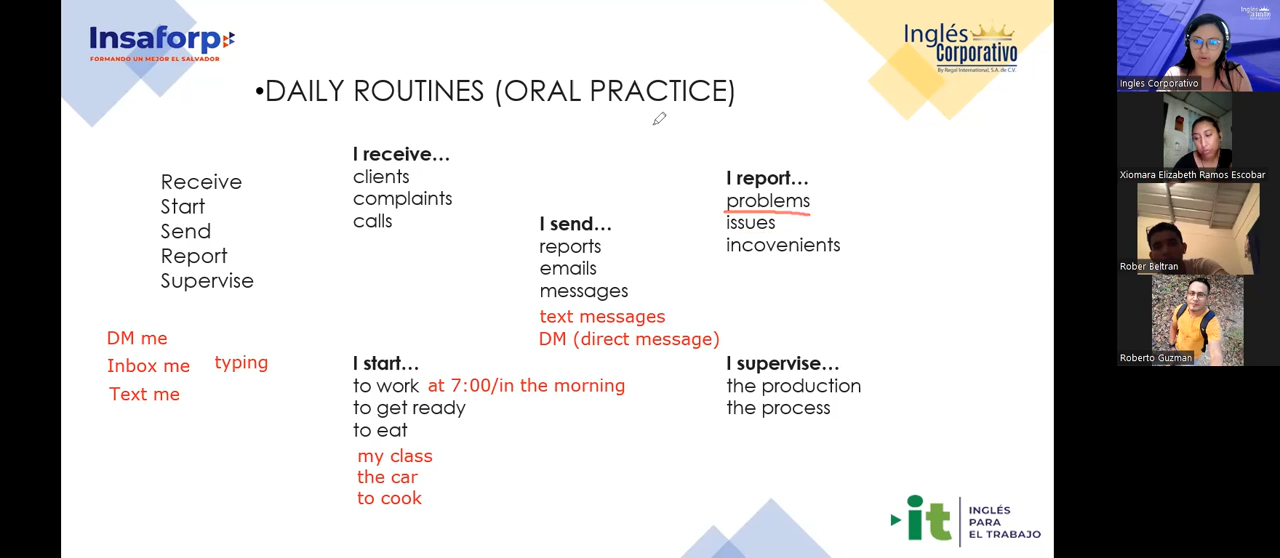 Insaforp
FORMANDO UN MEJOR EL SALVADOR
Inglés
Corporativo
By Regal International, S.A. de C.V.
•DAILY ROUTINES (ORAL PRACTICE)
Receive
Start
Send
Report
Supervise
I receive...
clients
complaints
calls
I send...
reports
emails
messages
text messages
DM (direct message)
I report...
problems
issues
incovenients
DM me
Inbox me
typing
Text me
I start...
to work at 7:00/in the morning
to get ready
to eat
my class
the car
to cook
I supervise...
the production
the process
it
INGLÉS
PARA
EL TRABAJO
Ingles Corporativo
Xiomara Elizabeth Ramos Escobar
Rober Beltran
Roberto Guzman